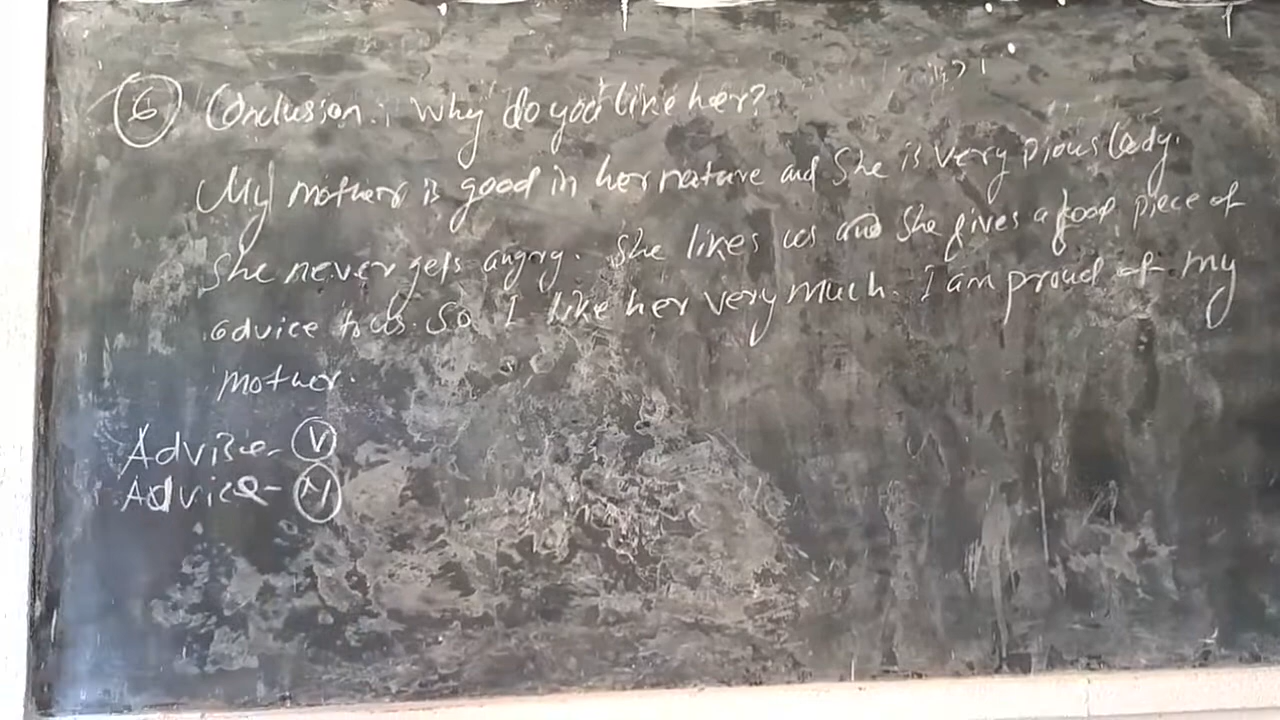 ⑥ Conclusion: Why do you like her?
My mother is good in her nature and She is very pious lady.
She never gets angry. She likes us and She gives a good piece of
advice to us. So I like her very much. I am proud of my
mother.
Advise - Ⓥ
Advice - Ⓝ